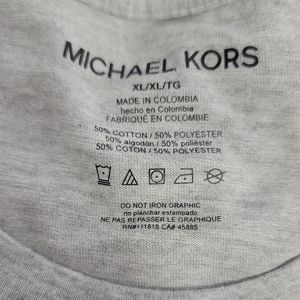 MICHAEL KORS
XL/XL/TG
MADE IN COLOMBIA
hecho en Colombia
FABRIQUÉ EN COLOMBIE
50% COTTON / 50% POLYESTER
50% algodón / 50% poliéster
50% COTON / 50% POLYESTER
DO NOT IRON GRAPHIC
no planchar estampado
NE PAS REPASSER LE GRAPHIQUE
RN#111818 CA# 45885